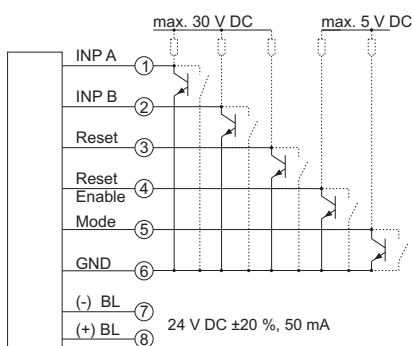 max. 30 V DC
max. 5 V DC
INP A
1
INP B
2
Reset
3
Reset
Enable
4
Mode
5
GND
6
(-) BL
7
(+) BL
8
24 V DC ±20 %, 50 mA